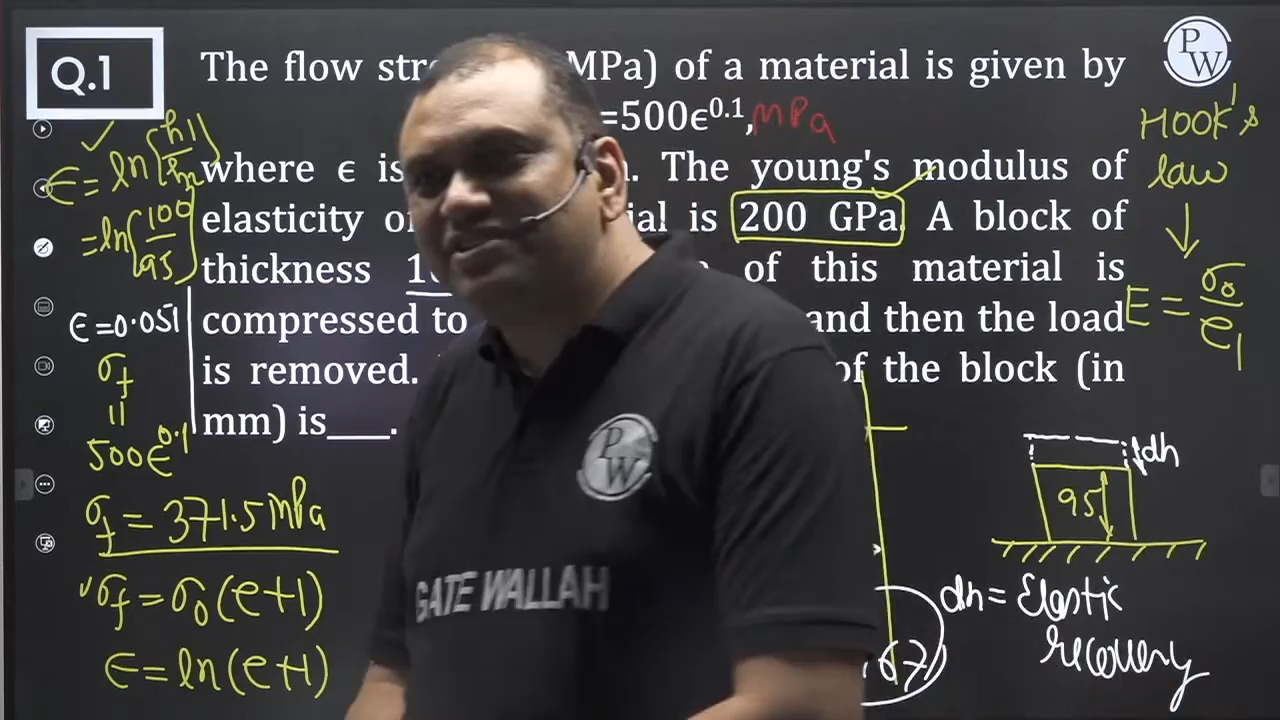 Q.1
The flow MPa) of a material is given by
=500ϵ^0.1, MPa
where ϵ is The young's modulus of
elasticity is 200 GPa A block of
thickness of this material is
compressed to and then the load
is removed. of the block (in
mm) is___.
PW
ϵ = ln[h1/
= ln[100/95]
ϵ=0.051
σf
=
500ϵ^0.1
σf = 371.5 MPa
σf = σ0(e+1)
ϵ = ln(e+1)
Hook's
law
E = σ0/e1
dh
95
dh = Elastic
recovery
PW
GATE WALLAH